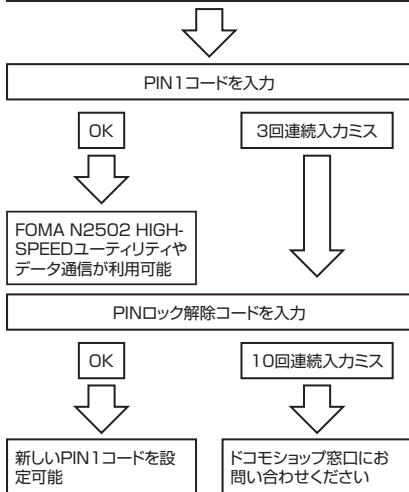 PIN1コードを入力
OK
3回連続入力ミス
FOMA N2502 HIGH-
SPEEDユーティリティや
データ通信が利用可能
PINロック解除コードを入力
OK
10回連続入力ミス
新しいPIN1コードを設
定可能
ドコモショップ窓口にお
問い合わせください